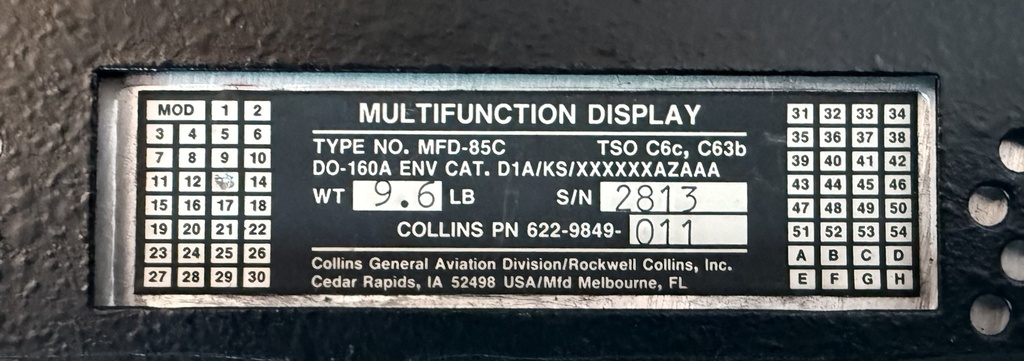 MOD 1 2
3 4 5 6
7 8 9 10
11 12 14
15 16 17 18
19 20 21 22
23 24 25 26
27 28 29 30
MULTIFUNCTION DISPLAY
TYPE NO. MFD-85C TSO C6c, C63b
DO-160A ENV CAT. D1A/KS/XXXXXXAZAAA
WT 9.6 LB S/N 2813
COLLINS PN 622-9849-011
Collins General Aviation Division/Rockwell Collins, Inc.
Cedar Rapids, IA 52498 USA/Mfd Melbourne, FL
31 32 33 34
35 36 37 38
39 40 41 42
43 44 45 46
47 48 49 50
51 52 53 54
A B C D
E F G H